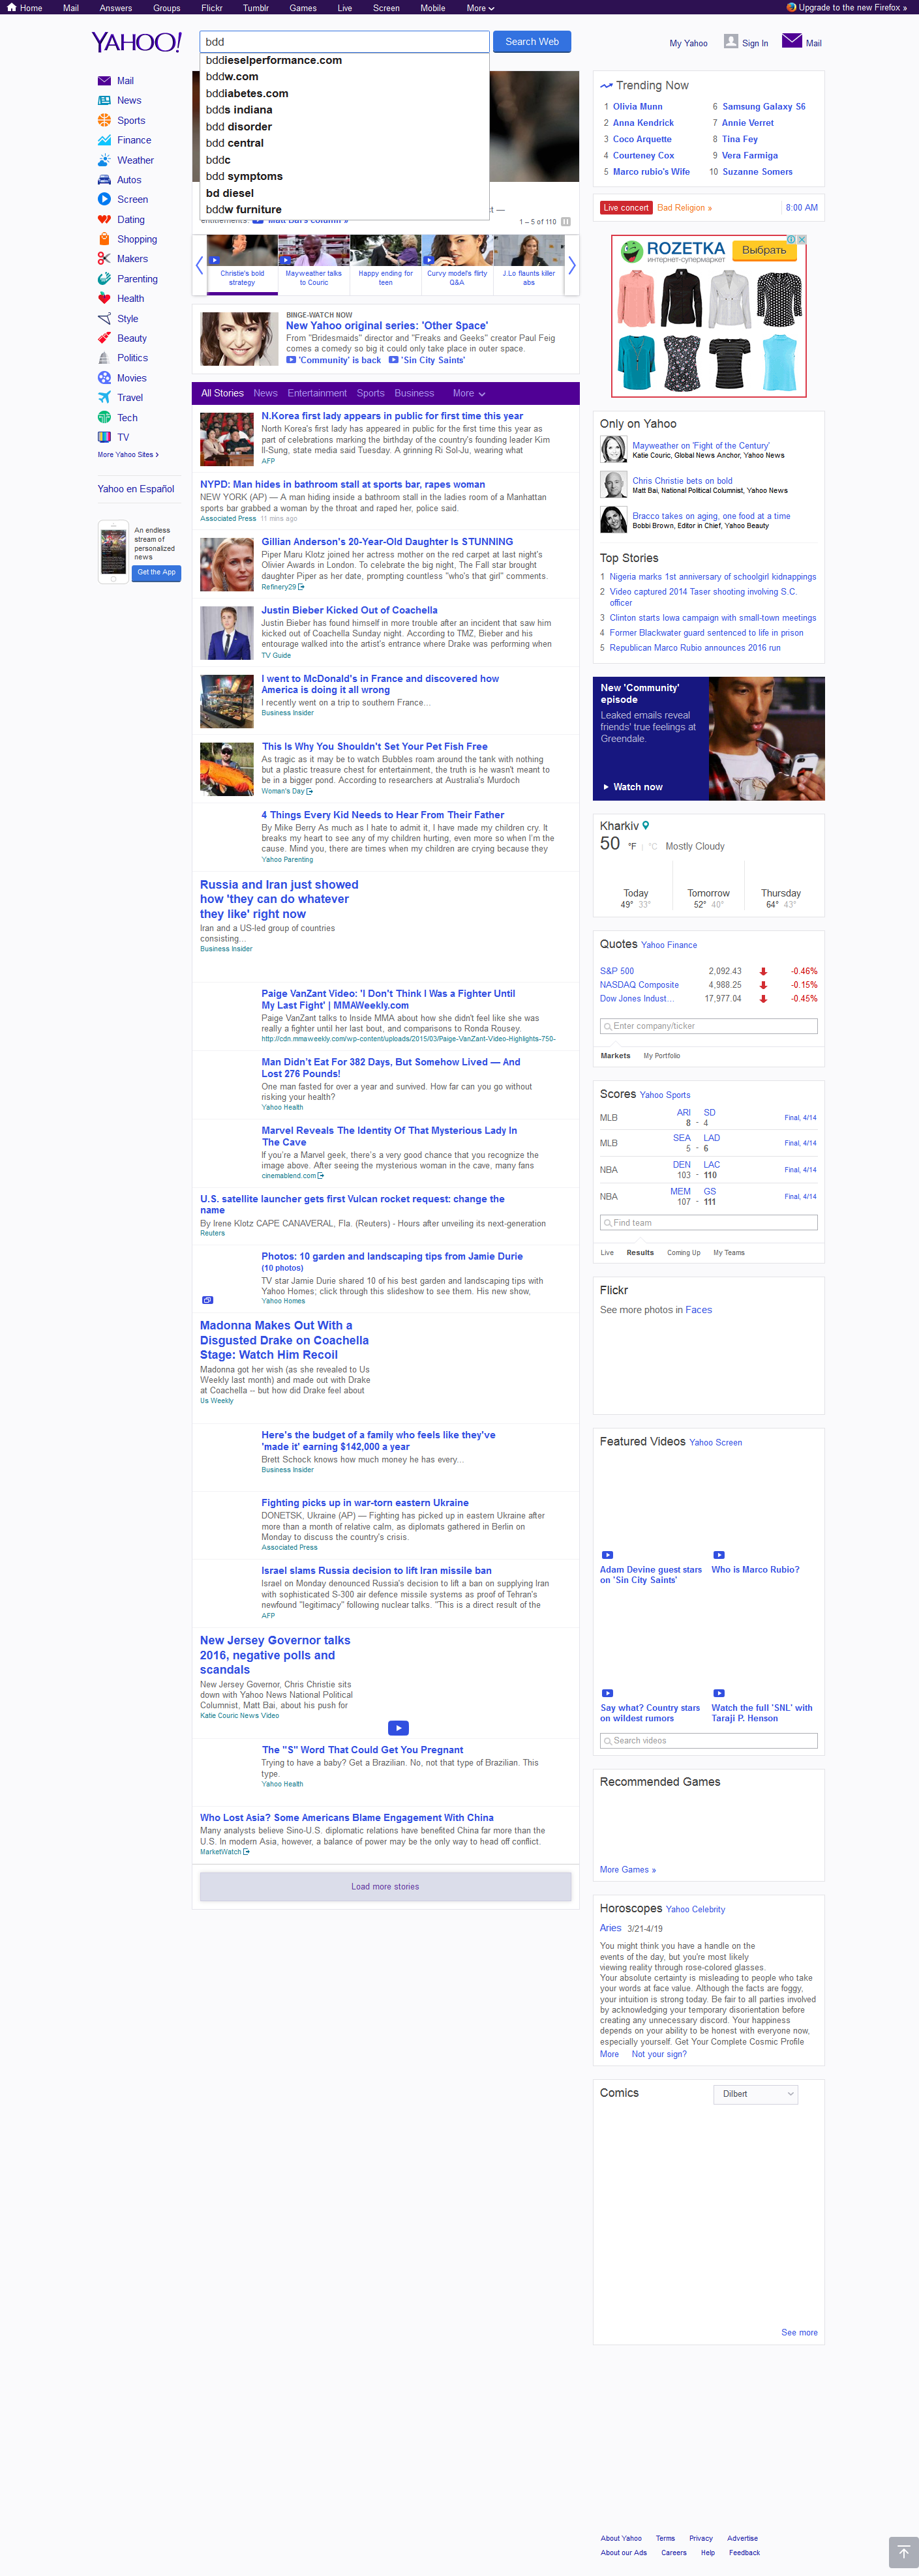 Home Mail Answers Groups Flickr Tumblr Games Live Screen Mobile More Upgrade to the new Firefox »
YAHOO!
bdd
Search Web
My Yahoo Sign In Mail
bddieselperformance.com
bddw.com
bddiabetes.com
bdds indiana
bdd disorder
bdd central
bddc
bdd symptoms
bd diesel
bddw furniture
1 – 5 of 110
Mail
News
Sports
Finance
Weather
Autos
Screen
Dating
Shopping
Makers
Parenting
Health
Style
Beauty
Politics
Movies
Travel
Tech
TV
More Yahoo Sites ›
Yahoo en Español
An endless
stream of
personalized
news
Get the App
Christie's bold
strategy
Mayweather talks
to Couric
Happy ending for
teen
Curvy model's flirty
Q&A
J.Lo flaunts killer
abs
BINGE-WATCH NOW
New Yahoo original series: 'Other Space'
From "Bridesmaids" director and "Freaks and Geeks" creator Paul Feig
comes a comedy so big it could only take place in outer space.
'Community' is back 'Sin City Saints'
All Stories News Entertainment Sports Business More
N.Korea first lady appears in public for first time this year
North Korea's first lady has appeared in public for the first time this year as
part of celebrations marking the birthday of the country's founding leader Kim
Il-Sung, state media said Tuesday. A grinning Ri Sol-Ju, wearing what
AFP
NYPD: Man hides in bathroom stall at sports bar, rapes woman
NEW YORK (AP) — A man hiding inside a bathroom stall in the ladies room of a Manhattan
sports bar grabbed a woman by the throat and raped her, police said.
Associated Press 11 mins ago
Gillian Anderson's 20-Year-Old Daughter Is STUNNING
Piper Maru Klotz joined her actress mother on the red carpet at last night's
Olivier Awards in London. To celebrate the big night, The Fall star brought
daughter Piper as her date, prompting countless "who's that girl" comments.
Refinery29
Justin Bieber Kicked Out of Coachella
Justin Bieber has found himself in more trouble after an incident that saw him
kicked out of Coachella Sunday night. According to TMZ, Bieber and his
entourage walked into the artist's entrance where Drake was performing when
TV Guide
I went to McDonald's in France and discovered how
America is doing it all wrong
I recently went on a trip to southern France...
Business Insider
This Is Why You Shouldn't Set Your Pet Fish Free
As tragic as it may be to watch Bubbles roam around the tank with nothing
but a plastic treasure chest for entertainment, the truth is he wasn't meant to
be in a bigger pond. According to researchers at Australia's Murdoch
Woman's Day
4 Things Every Kid Needs to Hear From Their Father
By Mike Berry As much as I hate to admit it, I have made my children cry. It
breaks my heart to see any of my children hurting, even more so when I'm the
cause. Mind you, there are times when my children are crying because they
Yahoo Parenting
Russia and Iran just showed
how 'they can do whatever
they like' right now
Iran and a US-led group of countries
consisting...
Business Insider
Paige VanZant Video: 'I Don't Think I Was a Fighter Until
My Last Fight' | MMAWeekly.com
Paige VanZant talks to Inside MMA about how she didn't feel like she was
really a fighter until her last bout, and comparisons to Ronda Rousey.
http://cdn.mmaweekly.com/wp-content/uploads/2015/03/Paige-VanZant-Video-Highlights-750-
Man Didn't Eat For 382 Days, But Somehow Lived — And
Lost 276 Pounds!
One man fasted for over a year and survived. How far can you go without
risking your health?
Yahoo Health
Marvel Reveals The Identity Of That Mysterious Lady In
The Cave
If you're a Marvel geek, there's a very good chance that you recognize the
image above. After seeing the mysterious woman in the cave, many fans
cinemablend.com
U.S. satellite launcher gets first Vulcan rocket request: change the
name
By Irene Klotz CAPE CANAVERAL, Fla. (Reuters) - Hours after unveiling its next-generation
Reuters
Photos: 10 garden and landscaping tips from Jamie Durie
(10 photos)
TV star Jamie Durie shared 10 of his best garden and landscaping tips with
Yahoo Homes; click through this slideshow to see them. His new show,
Yahoo Homes
Madonna Makes Out With a
Disgusted Drake on Coachella
Stage: Watch Him Recoil
Madonna got her wish (as she revealed to Us
Weekly last month) and made out with Drake
at Coachella -- but how did Drake feel about
Us Weekly
Here's the budget of a family who feels like they've
'made it' earning $142,000 a year
Brett Schock knows how much money he has every...
Business Insider
Fighting picks up in war-torn eastern Ukraine
DONETSK, Ukraine (AP) — Fighting has picked up in eastern Ukraine after
more than a month of relative calm, as diplomats gathered in Berlin on
Monday to discuss the country's crisis.
Associated Press
Israel slams Russia decision to lift Iran missile ban
Israel on Monday denounced Russia's decision to lift a ban on supplying Iran
with sophisticated S-300 air defence missile systems as proof of Tehran's
newfound "legitimacy" following nuclear talks. "This is a direct result of the
AFP
New Jersey Governor talks
2016, negative polls and
scandals
New Jersey Governor, Chris Christie sits
down with Yahoo News National Political
Columnist, Matt Bai, about his push for
Katie Couric News Video
The "S" Word That Could Get You Pregnant
Trying to have a baby? Get a Brazilian. No, not that type of Brazilian. This
type.
Yahoo Health
Who Lost Asia? Some Americans Blame Engagement With China
Many analysts believe Sino-U.S. diplomatic relations have benefited China far more than the
U.S. In modern Asia, however, a balance of power may be the only way to head off conflict.
MarketWatch
Load more stories
Trending Now
1 Olivia Munn
2 Anna Kendrick
3 Coco Arquette
4 Courteney Cox
5 Marco rubio's Wife
6 Samsung Galaxy S6
7 Annie Verret
8 Tina Fey
9 Vera Farmiga
10 Suzanne Somers
Live concert Bad Religion » 8:00 AM
ROZETKA
интернет-супермаркет
Выбрать
Only on Yahoo
Mayweather on 'Fight of the Century'
Katie Couric, Global News Anchor, Yahoo News
Chris Christie bets on bold
Matt Bai, National Political Columnist, Yahoo News
Bracco takes on aging, one food at a time
Bobbi Brown, Editor in Chief, Yahoo Beauty
Top Stories
1 Nigeria marks 1st anniversary of schoolgirl kidnappings
2 Video captured 2014 Taser shooting involving S.C.
officer
3 Clinton starts Iowa campaign with small-town meetings
4 Former Blackwater guard sentenced to life in prison
5 Republican Marco Rubio announces 2016 run
New 'Community'
episode
Leaked emails reveal
friends' true feelings at
Greendale.
Watch now
Kharkiv
50 °F | °C Mostly Cloudy
Today Tomorrow Thursday
49° 33° 52° 40° 64° 43°
Quotes Yahoo Finance
S&P 500 2,092.43 -0.46%
NASDAQ Composite 4,988.25 -0.15%
Dow Jones Indust... 17,977.04 -0.45%
Enter company/ticker
Markets My Portfolio
Scores Yahoo Sports
MLB ARI SD Final, 4/14
8 - 4
MLB SEA LAD Final, 4/14
5 - 6
NBA DEN LAC Final, 4/14
103 - 110
NBA MEM GS Final, 4/14
107 - 111
Find team
Live Results Coming Up My Teams
Flickr
See more photos in Faces
Featured Videos Yahoo Screen
Adam Devine guest stars
on 'Sin City Saints'
Who is Marco Rubio?
Say what? Country stars
on wildest rumors
Watch the full 'SNL' with
Taraji P. Henson
Search videos
Recommended Games
More Games »
Horoscopes Yahoo Celebrity
Aries 3/21-4/19
You might think you have a handle on the
events of the day, but you're most likely
viewing reality through rose-colored glasses.
Your absolute certainty is misleading to people who take
your words at face value. Although the facts are foggy,
your intuition is strong today. Be fair to all parties involved
by acknowledging your temporary disorientation before
creating any unnecessary discord. Your happiness
depends on your ability to be honest with everyone now,
especially yourself. Get Your Complete Cosmic Profile
More Not your sign?
Comics Dilbert
See more
About Yahoo Terms Privacy Advertise
About our Ads Careers Help Feedback